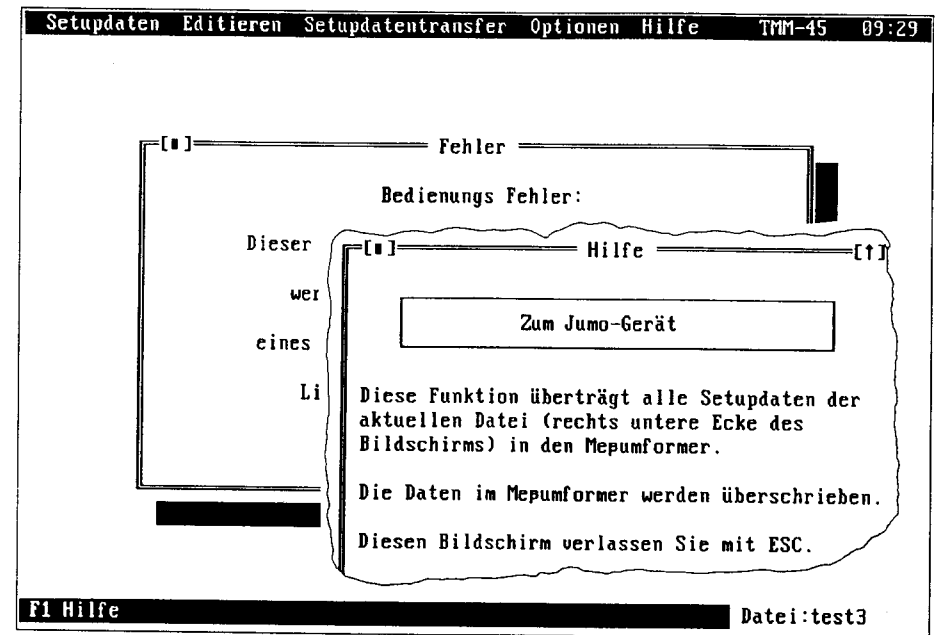 Setupdaten Editieren Setupdatentransfer Optionen Hilfe TMM-45 09:29
Fehler
Bedienungs Fehler:
Dieser
wer
eines
Li
[↑]
Hilfe
Zum Jumo-Gerät
Diese Funktion überträgt alle Setupdaten der
aktuellen Datei (rechts untere Ecke des
Bildschirms) in den Mepumformer.
Die Daten im Mepumformer werden überschrieben.
Diesen Bildschirm verlassen Sie mit ESC.
F1 Hilfe
Datei:test3